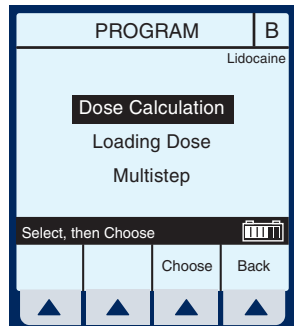 PROGRAM B
Lidocaine
Dose Calculation
Loading Dose
Multistep
Select, then Choose
Choose Back